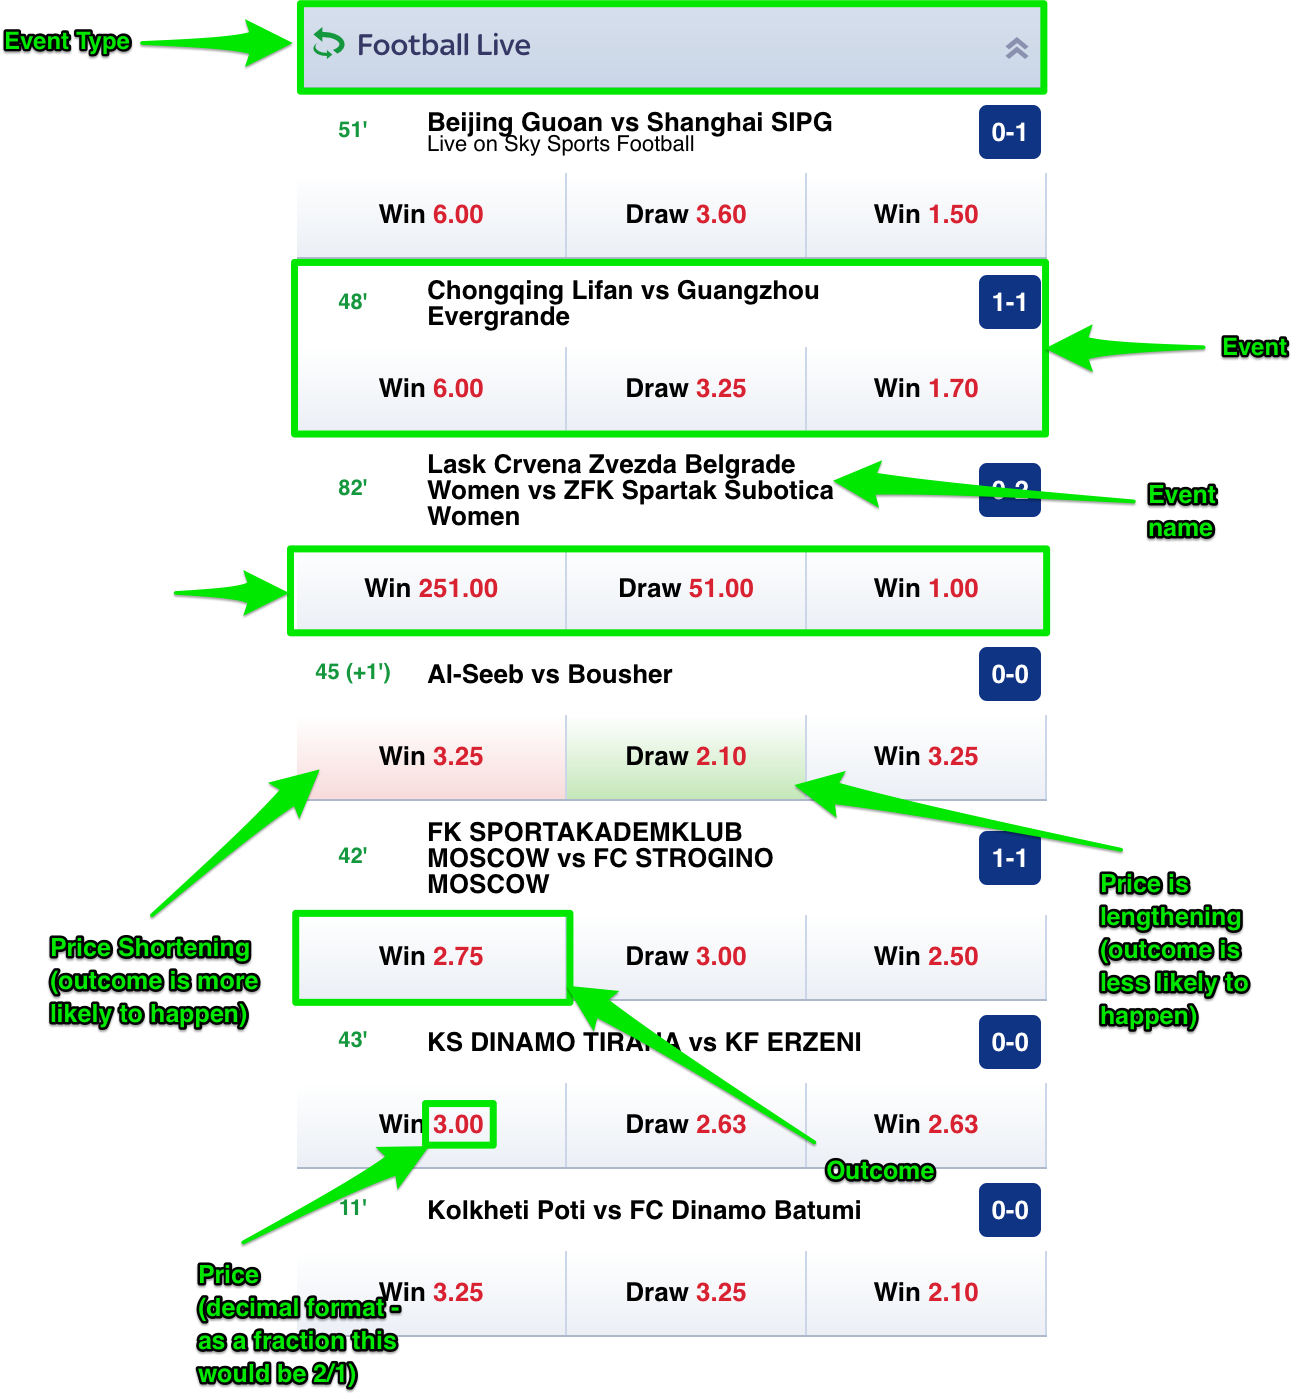 Event Type
Football Live
51'
Beijing Guoan vs Shanghai SIPG
Live on Sky Sports Football
0-1
Win 6.00
Draw 3.60
Win 1.50
48'
Chongqing Lifan vs Guangzhou
Evergrande
1-1
Event
Win 6.00
Draw 3.25
Win 1.70
82'
Lask Crvena Zvezda Belgrade
Women vs ZFK Spartak Subotica
Women
0-2
Event
name
Win 251.00
Draw 51.00
Win 1.00
45 (+1')
Al-Seeb vs Bousher
0-0
Win 3.25
Draw 2.10
Win 3.25
Price Shortening
(outcome is more
likely to happen)
Price is
lengthening
(outcome is
less likely to
happen)
42'
FK SPORTAKADEMKLUB
MOSCOW vs FC STROGINO
MOSCOW
1-1
Win 2.75
Draw 3.00
Win 2.50
Outcome
43'
KS DINAMO TIRANA vs KF ERZENI
0-0
Win 3.00
Draw 2.63
Win 2.63
Price
(decimal format -
as a fraction this
would be 2/1)
11'
Kolkheti Poti vs FC Dinamo Batumi
0-0
Win 3.25
Draw 3.25
Win 2.10